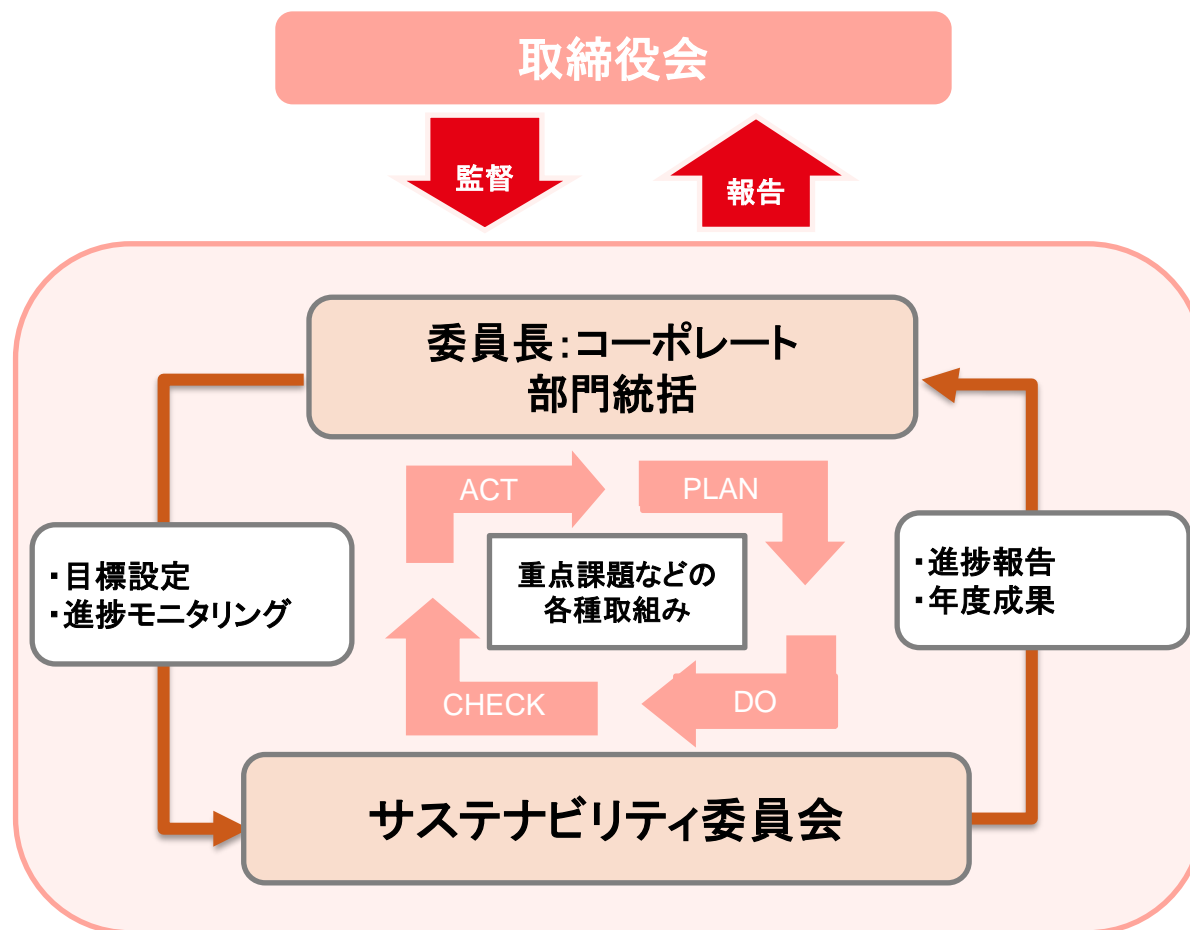 取締役会
監督
報告
委員長：コーポレート
部門統括
ACT
PLAN
・目標設定
・進捗モニタリング
重点課題などの
各種取組み
・進捗報告
・年度成果
CHECK
DO
サステナビリティ委員会